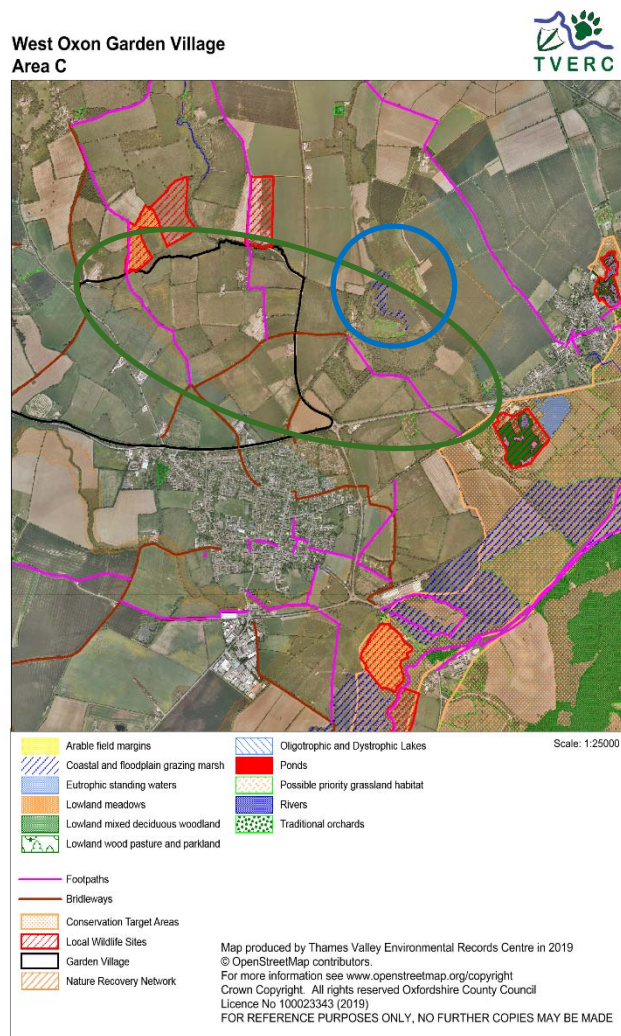 West Oxon Garden Village
Area C
TVERC
Arable field margins
Coastal and floodplain grazing marsh
Eutrophic standing waters
Lowland meadows
Lowland mixed deciduous woodland
Lowland wood pasture and parkland
Oligotrophic and Dystrophic Lakes
Ponds
Possible priority grassland habitat
Rivers
Traditional orchards
Scale: 1:25000
Footpaths
Bridleways
Conservation Target Areas
Local Wildlife Sites
Garden Village
Nature Recovery Network
Map produced by Thames Valley Environmental Records Centre in 2019
© OpenStreetMap contributors.
For more information see www.openstreetmap.org/copyright
Crown Copyright. All rights reserved Oxfordshire County Council
Licence No 100023343 (2019)
FOR REFERENCE PURPOSES ONLY, NO FURTHER COPIES MAY BE MADE